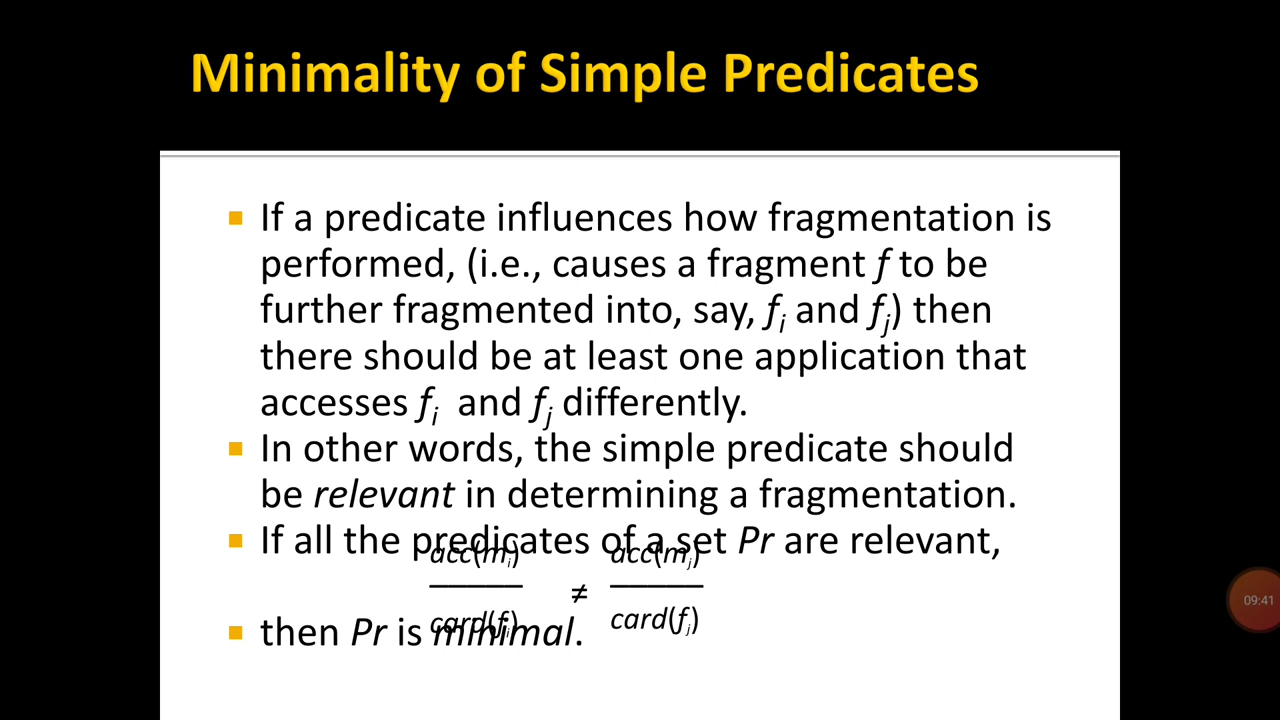 Minimality of Simple Predicates
If a predicate influences how fragmentation is
performed, (i.e., causes a fragment f to be
further fragmented into, say, fi and fj) then
there should be at least one application that
accesses fi and fj differently.
In other words, the simple predicate should
be relevant in determining a fragmentation.
If all the predicates of a set Pr are relevant,
acc(mi) acc(mj)
≠
card(fi) card(fj)
then Pr is minimal.
09:41